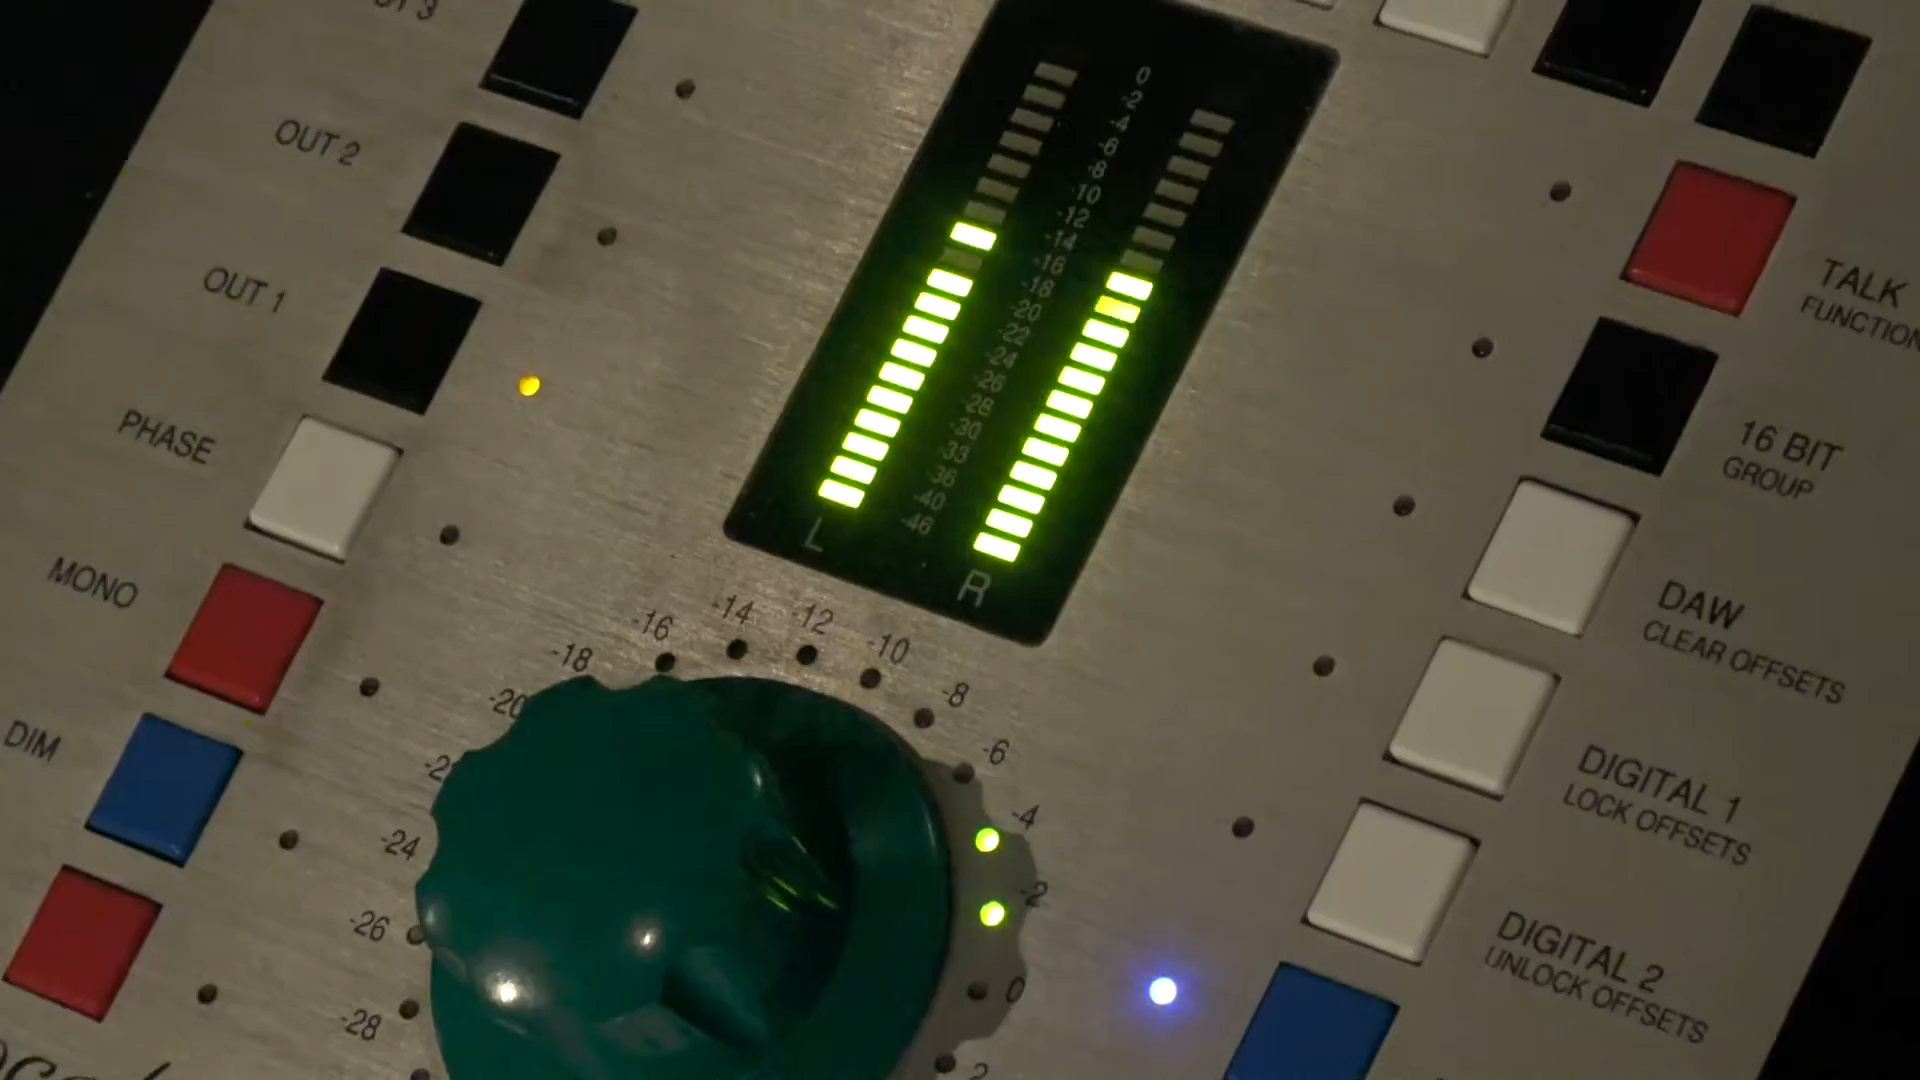 OUT 2
OUT 1
PHASE
MONO
DIM
0
-2
-4
-6
-8
-10
-12
-14
-16
-18
-20
-22
-24
-26
-28
-30
-33
36
-40
-46
L
R
-28
-26
-24
-20
-18
-16
-14
-12
-10
-8
-6
-4
-2
0
2
TALK
FUNCTION
16 BIT
GROUP
DAW
CLEAR OFFSETS
DIGITAL 1
LOCK OFFSETS
DIGITAL 2
UNLOCK OFFSETS